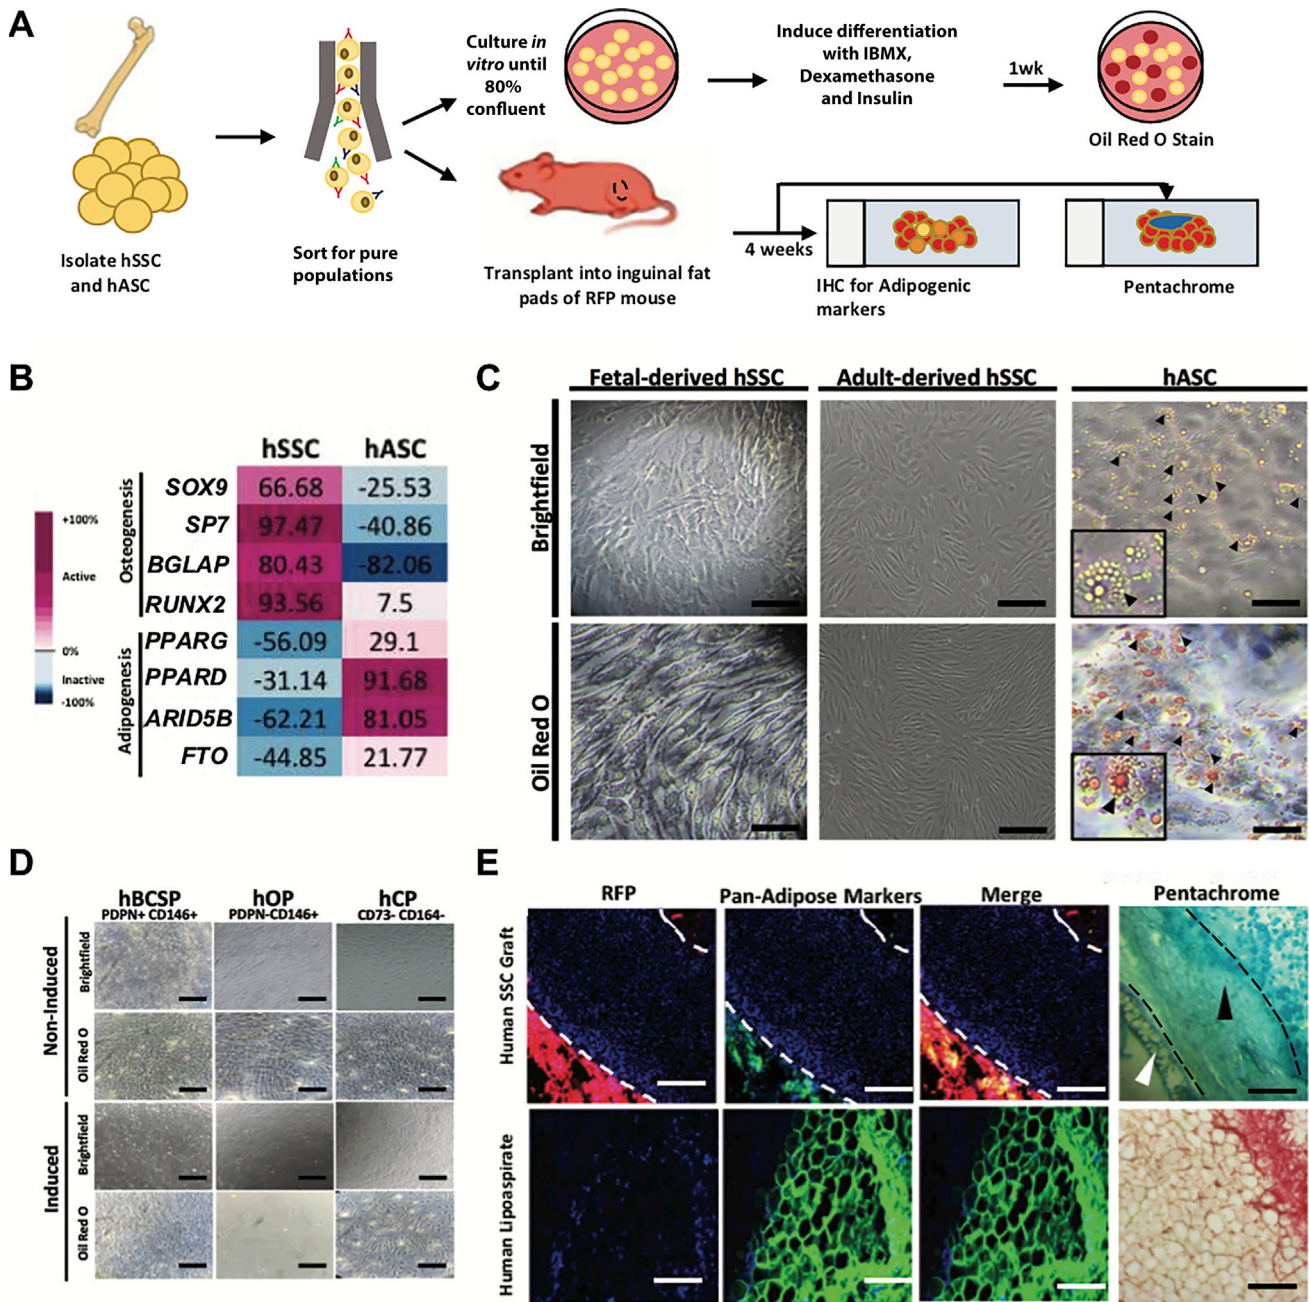 A
Isolate hSSC
and hASC
Sort for pure
populations
Culture in
vitro until
80%
confluent
Induce differentiation
with IBMX,
Dexamethasone
and Insulin
1wk
Oil Red O Stain
Transplant into inguinal fat
pads of RFP mouse
4 weeks
IHC for Adipogenic
markers
Pentachrome
B
hSSC hASC
+100%
Active
0%
Inactive
-100%
Osteogenesis
SOX9 66.68 -25.53
SP7 97.47 -40.86
BGLAP 80.43 -82.06
RUNX2 93.56 7.5
Adipogenesis
PPARG -56.09 29.1
PPARD -31.14 91.68
ARID5B -62.21 81.05
FTO -44.85 21.77
C
Fetal-derived hSSC Adult-derived hSSC hASC
Brightfield
Oil Red O
D
hBCSP hOP hCP
PDPN+ CD146+ PDPN-CD146+ CD73- CD164-
Non-Induced
Brightfield
Oil Red O
Induced
Brightfield
Oil Red O
E
RFP Pan-Adipose Markers Merge Pentachrome
Human SSC Graft
Human Lipoaspirate